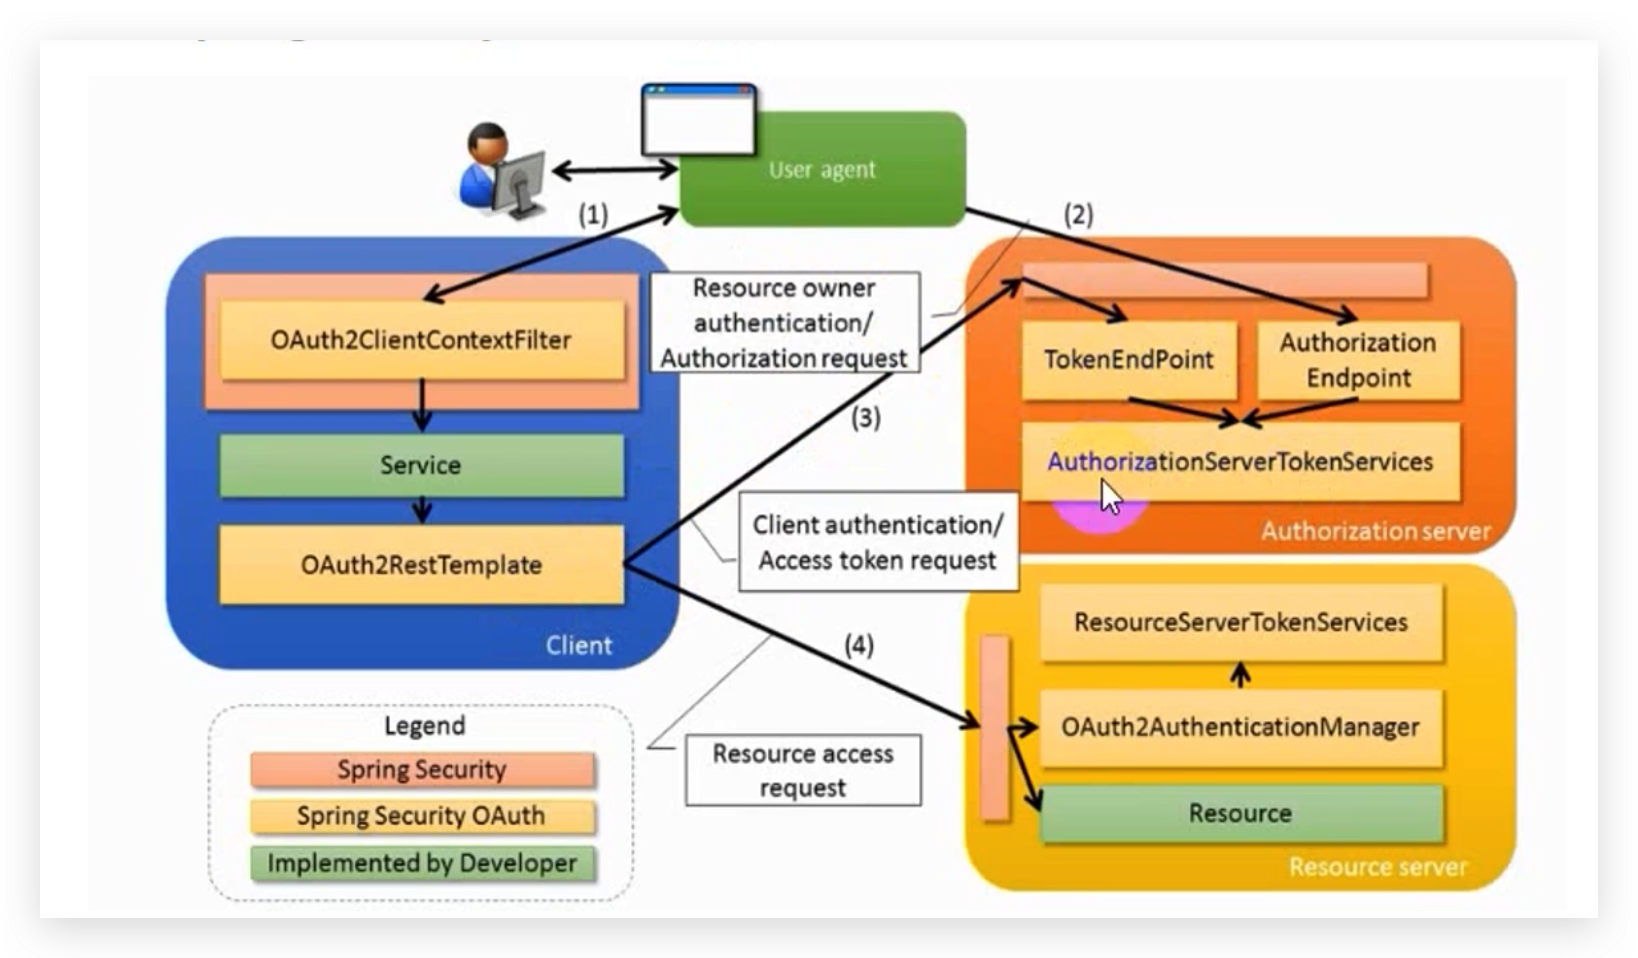 User agent
(1)
(2)
OAuth2ClientContextFilter
Service
OAuth2RestTemplate
Client
Resource owner
authentication/
Authorization request
(3)
Client authentication/
Access token request
(4)
Resource access
request
TokenEndPoint
Authorization
Endpoint
AuthorizationServerTokenServices
Authorization server
ResourceServerTokenServices
OAuth2AuthenticationManager
Resource
Resource server
Legend
Spring Security
Spring Security OAuth
Implemented by Developer